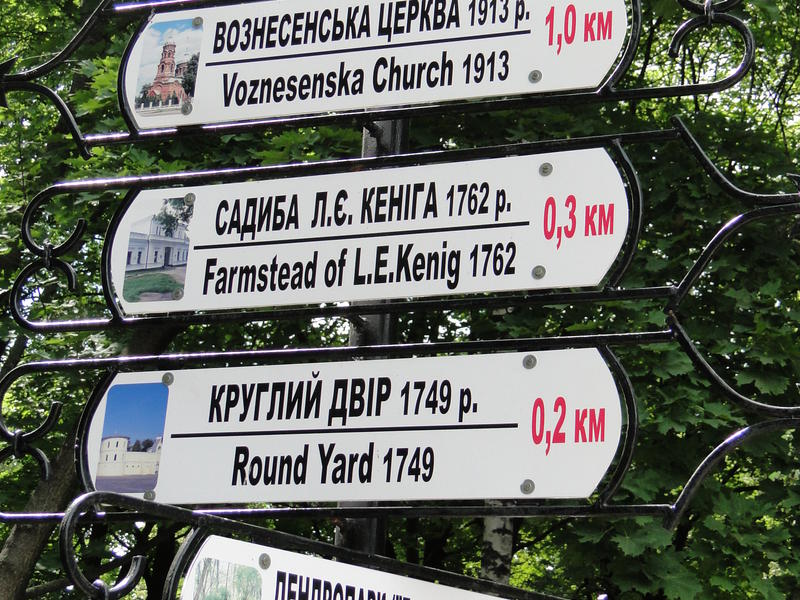 ВОЗНЕСЕНСЬКА ЦЕРКВА 1913 р.
Voznesenska Church 1913
1,0 км
САДИБА Л.Є. КЕНІГА 1762 р.
Farmstead of L.E.Kenig 1762
0,3 км
КРУГЛИЙ ДВІР 1749 р.
Round Yard 1749
0,2 км